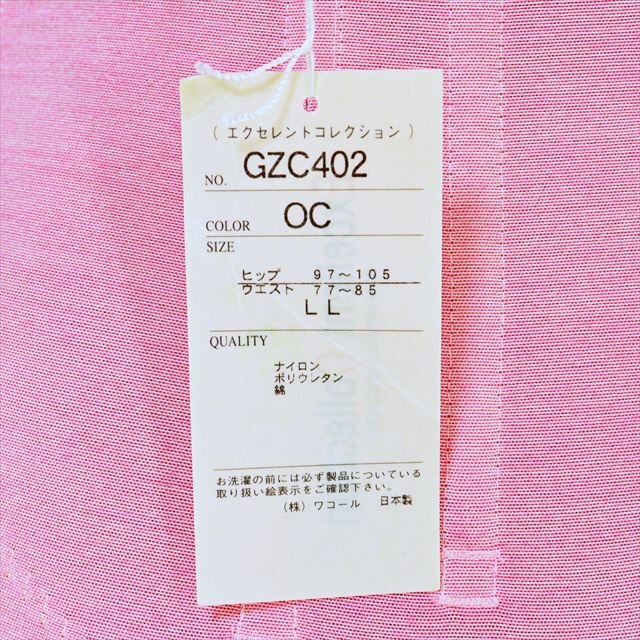 ( エクセレントコレクション )
NO. GZC402
COLOR OC
SIZE
ヒップ 97〜105
ウエスト 77〜85
LL
QUALITY
ナイロン
ポリウレタン
綿
お洗濯の前には必ず製品についている
取り扱い絵表示をご確認下さい。
(株) ワコール 日本製